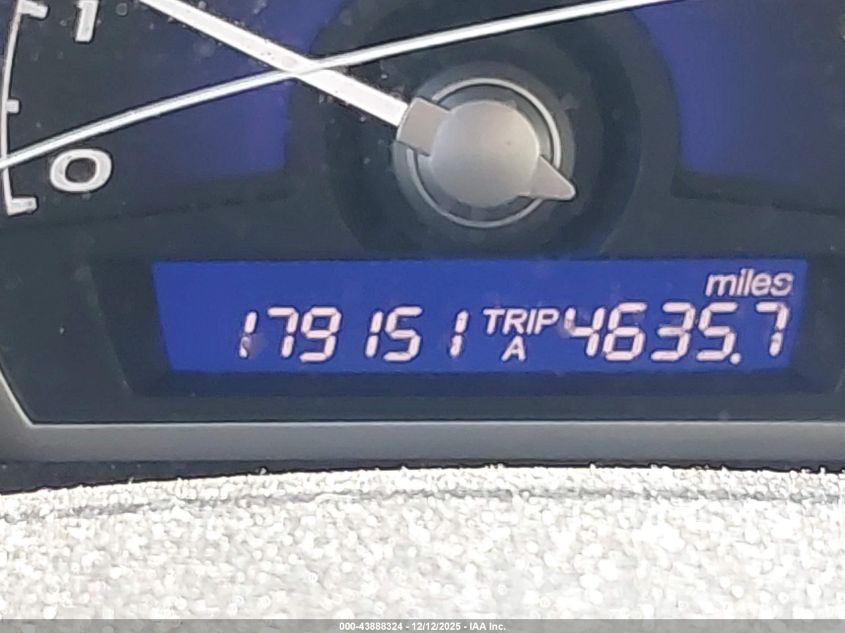 1
0
miles
179151 TRIP A 4635.7
000-43888324 - 12/12/2025 - IAA Inc.